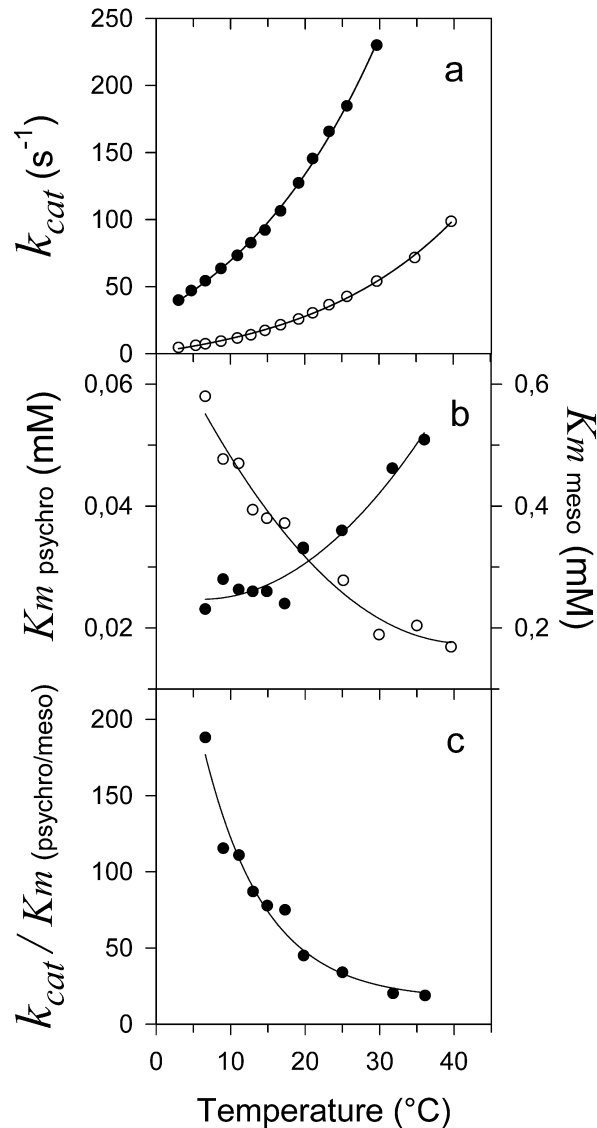 250
200
150
100
50
0
k_cat (s⁻¹)
a
0,06
0,04
0,02
Km psychro (mM)
b
0,6
0,4
0,2
Km meso (mM)
200
150
100
50
0
k_cat / Km (psychro/meso)
c
0 10 20 30 40
Temperature (°C)